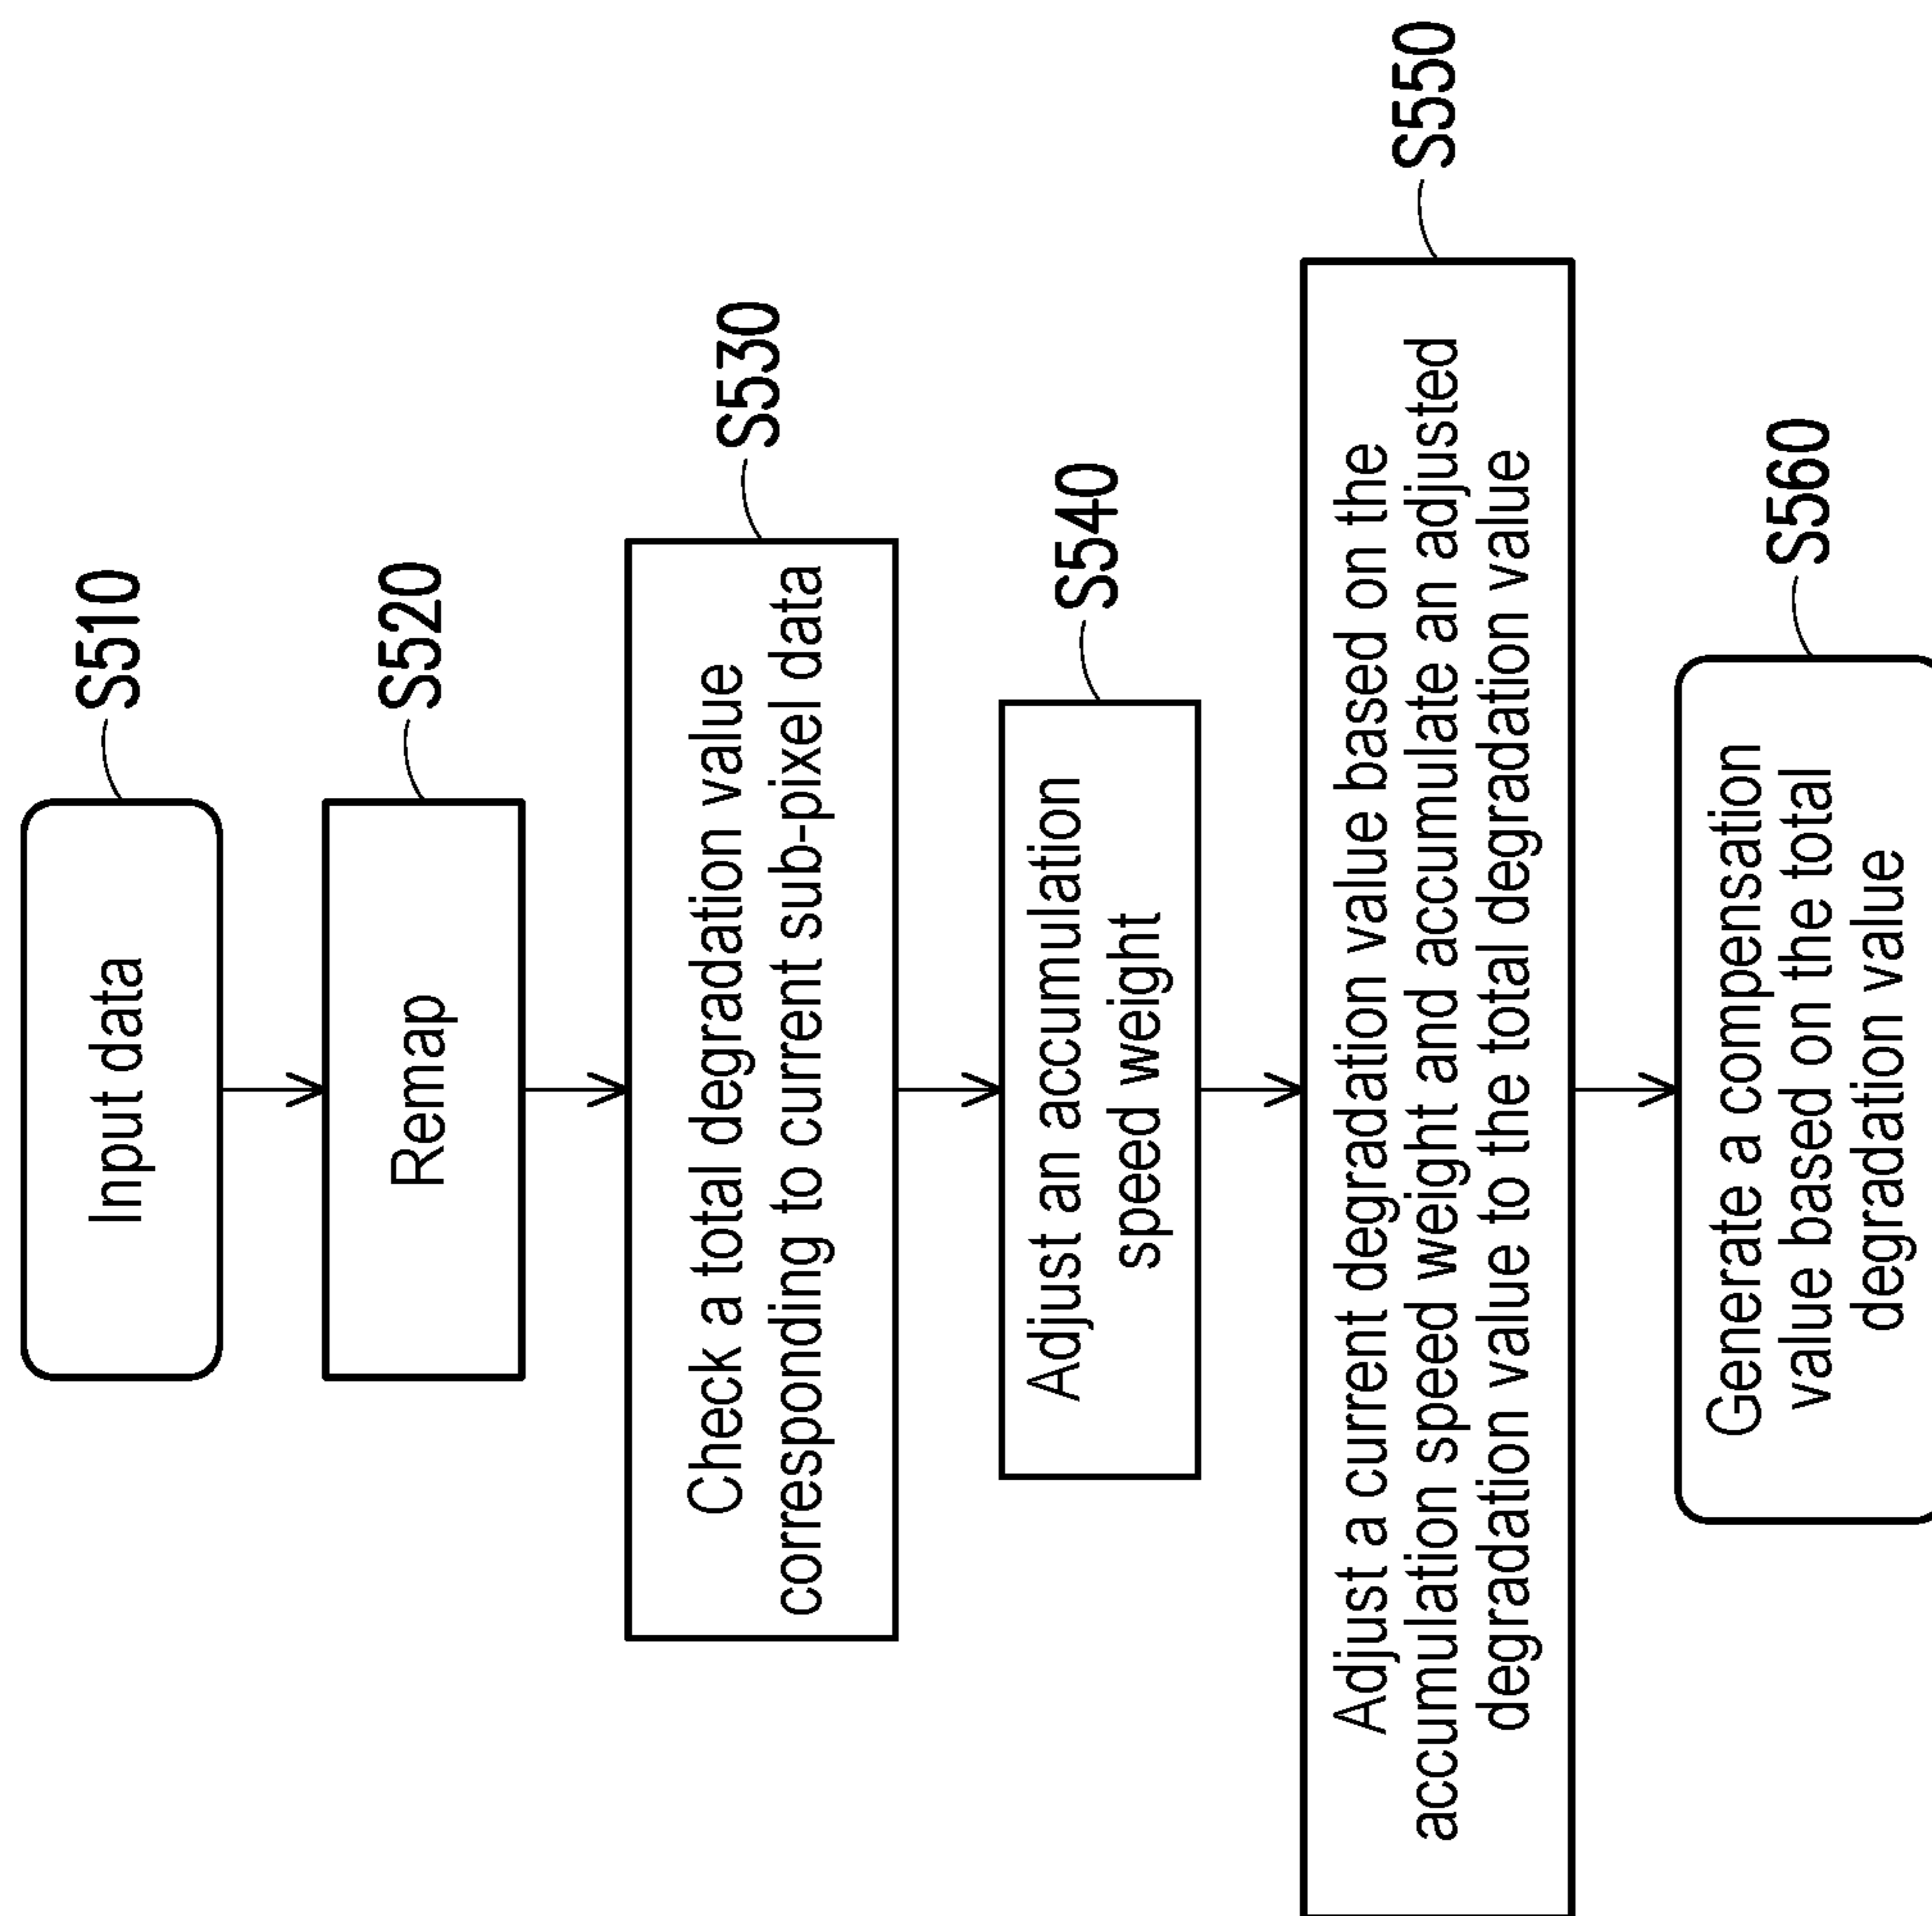 Input data
S510
Remap
S520
Check a total degradation value
corresponding to current sub-pixel data
S530
Adjust an accumulation
speed weight
S540
Adjust a current degradation value based on the
accumulation speed weight and accumulate an adjusted
degradation value to the total degradation value
S550
Generate a compensation
value based on the total
degradation value
S560